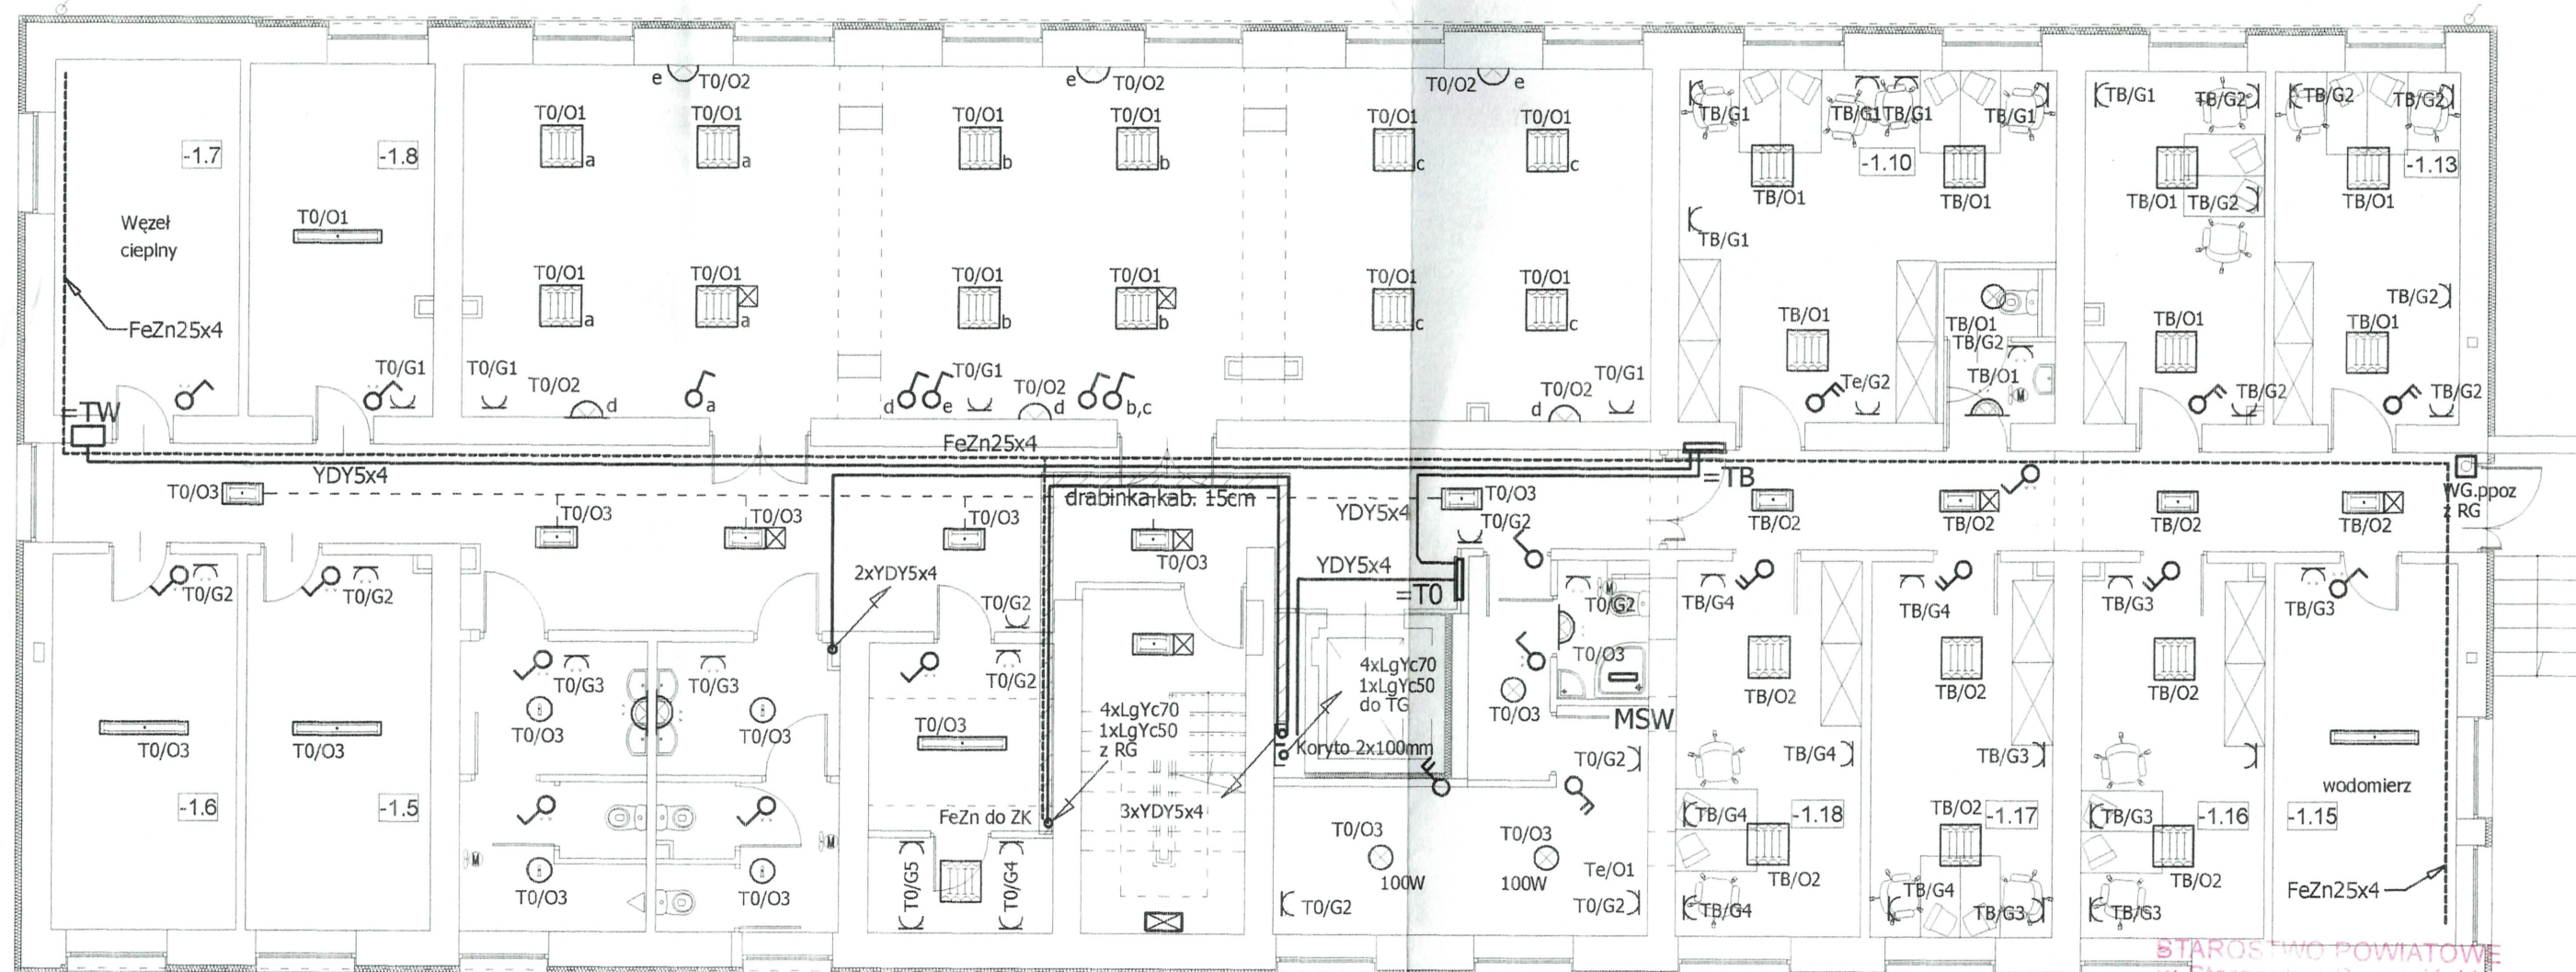 e T0/O2
e T0/O2
T0/O2 e
T0/O1 a
T0/O1 a
T0/O1 b
T0/O1 b
T0/O1 c
T0/O1 c
TB/G1
TB/G1
TB/G1
TB/G1
TB/G1
TB/G2
TB/G2
TB/G2
-1.7
-1.8
-1.10
-1.13
TB/O1
TB/O1
TB/O1
TB/G2
TB/O1
Węzeł
cieplny
T0/O1
TB/G1
T0/O1 a
T0/O1 a
T0/O1 b
T0/O1 b
T0/O1 c
T0/O1 c
TB/G2
FeZn25x4
TB/O1
TB/O1
TB/G2
TB/O1
TB/O1
TB/O1
T0/G1
T0/G1
T0/O2 d
a
d
e
T0/G1
T0/O2 d
b,c
T0/O2
d
T0/G1
Te/G2
M
TB/G2
TB/G2
=TW
FeZn25x4
YDY5x4
=TB
T0/O3
drabinka kab. 15cm
YDY5x4
T0/O3
T0/G2
WG.ppoz
z RG
T0/O3
T0/O3
T0/O3
T0/O3
TB/O2
TB/O2
TB/O2
TB/O2
2xYDY5x4
YDY5x4
=T0
T0/G2
T0/G2
T0/G2
M
T0/G2
TB/G4
TB/G4
TB/G3
TB/G3
T0/G3
T0/G3
T0/G2
T0/O3
4xLgYc70
1xLgYc50
do TG
TB/O2
TB/O2
TB/O2
T0/O3
T0/O3
T0/O3
T0/O3
T0/O3
4xLgYc70
1xLgYc50
z RG
T0/O3
MSW
Koryto 2x100mm
T0/G2
TB/G4
TB/G3
wodomierz
-1.6
-1.5
FeZn do ZK
3xYDY5x4
TB/G4
-1.18
TB/O2
-1.17
TB/G3
-1.16
-1.15
T0/O3
T0/O3
M
M
T0/G5
T0/G4
100W
100W
Te/O1
TB/O2
TB/O2
T0/O3
T0/O3
T0/G2
T0/G2
TB/G4
TB/G4
TB/G3
TB/G3
FeZn25x4
STAROSTWO POWIATOWE